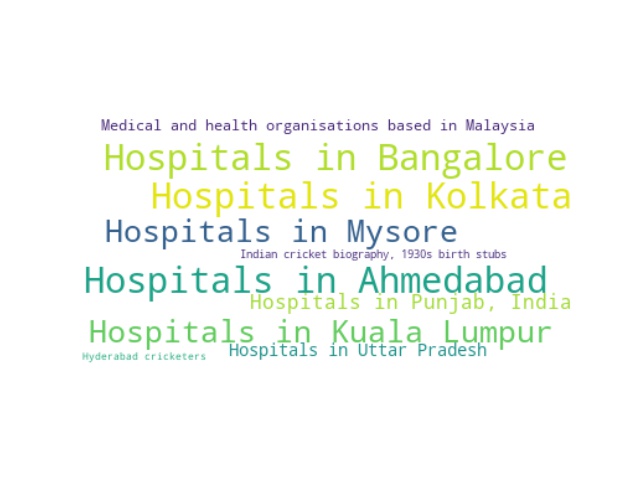 Medical and health organisations based in Malaysia
Hospitals in Bangalore
Hospitals in Kolkata
Hospitals in Mysore
Indian cricket biography, 1930s birth stubs
Hospitals in Ahmedabad
Hospitals in Punjab, India
Hospitals in Kuala Lumpur
Hospitals in Uttar Pradesh
Hyderabad cricketers